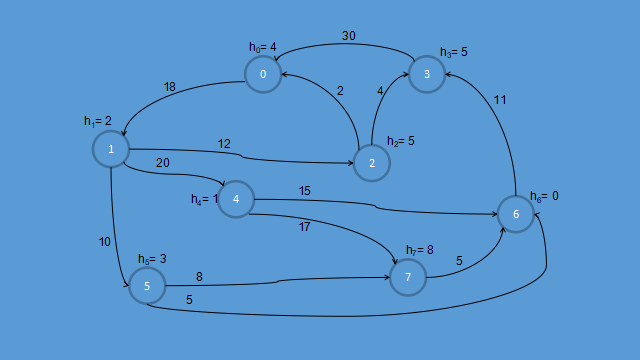 30
h₀= 4
h₃= 5
0
3
18
2
4
11
h₁= 2
12
h₂= 5
1
20
2
h₄= 1
4
15
h₆= 0
6
17
10
h₅= 3
h₇= 8
5
8
7
5
5